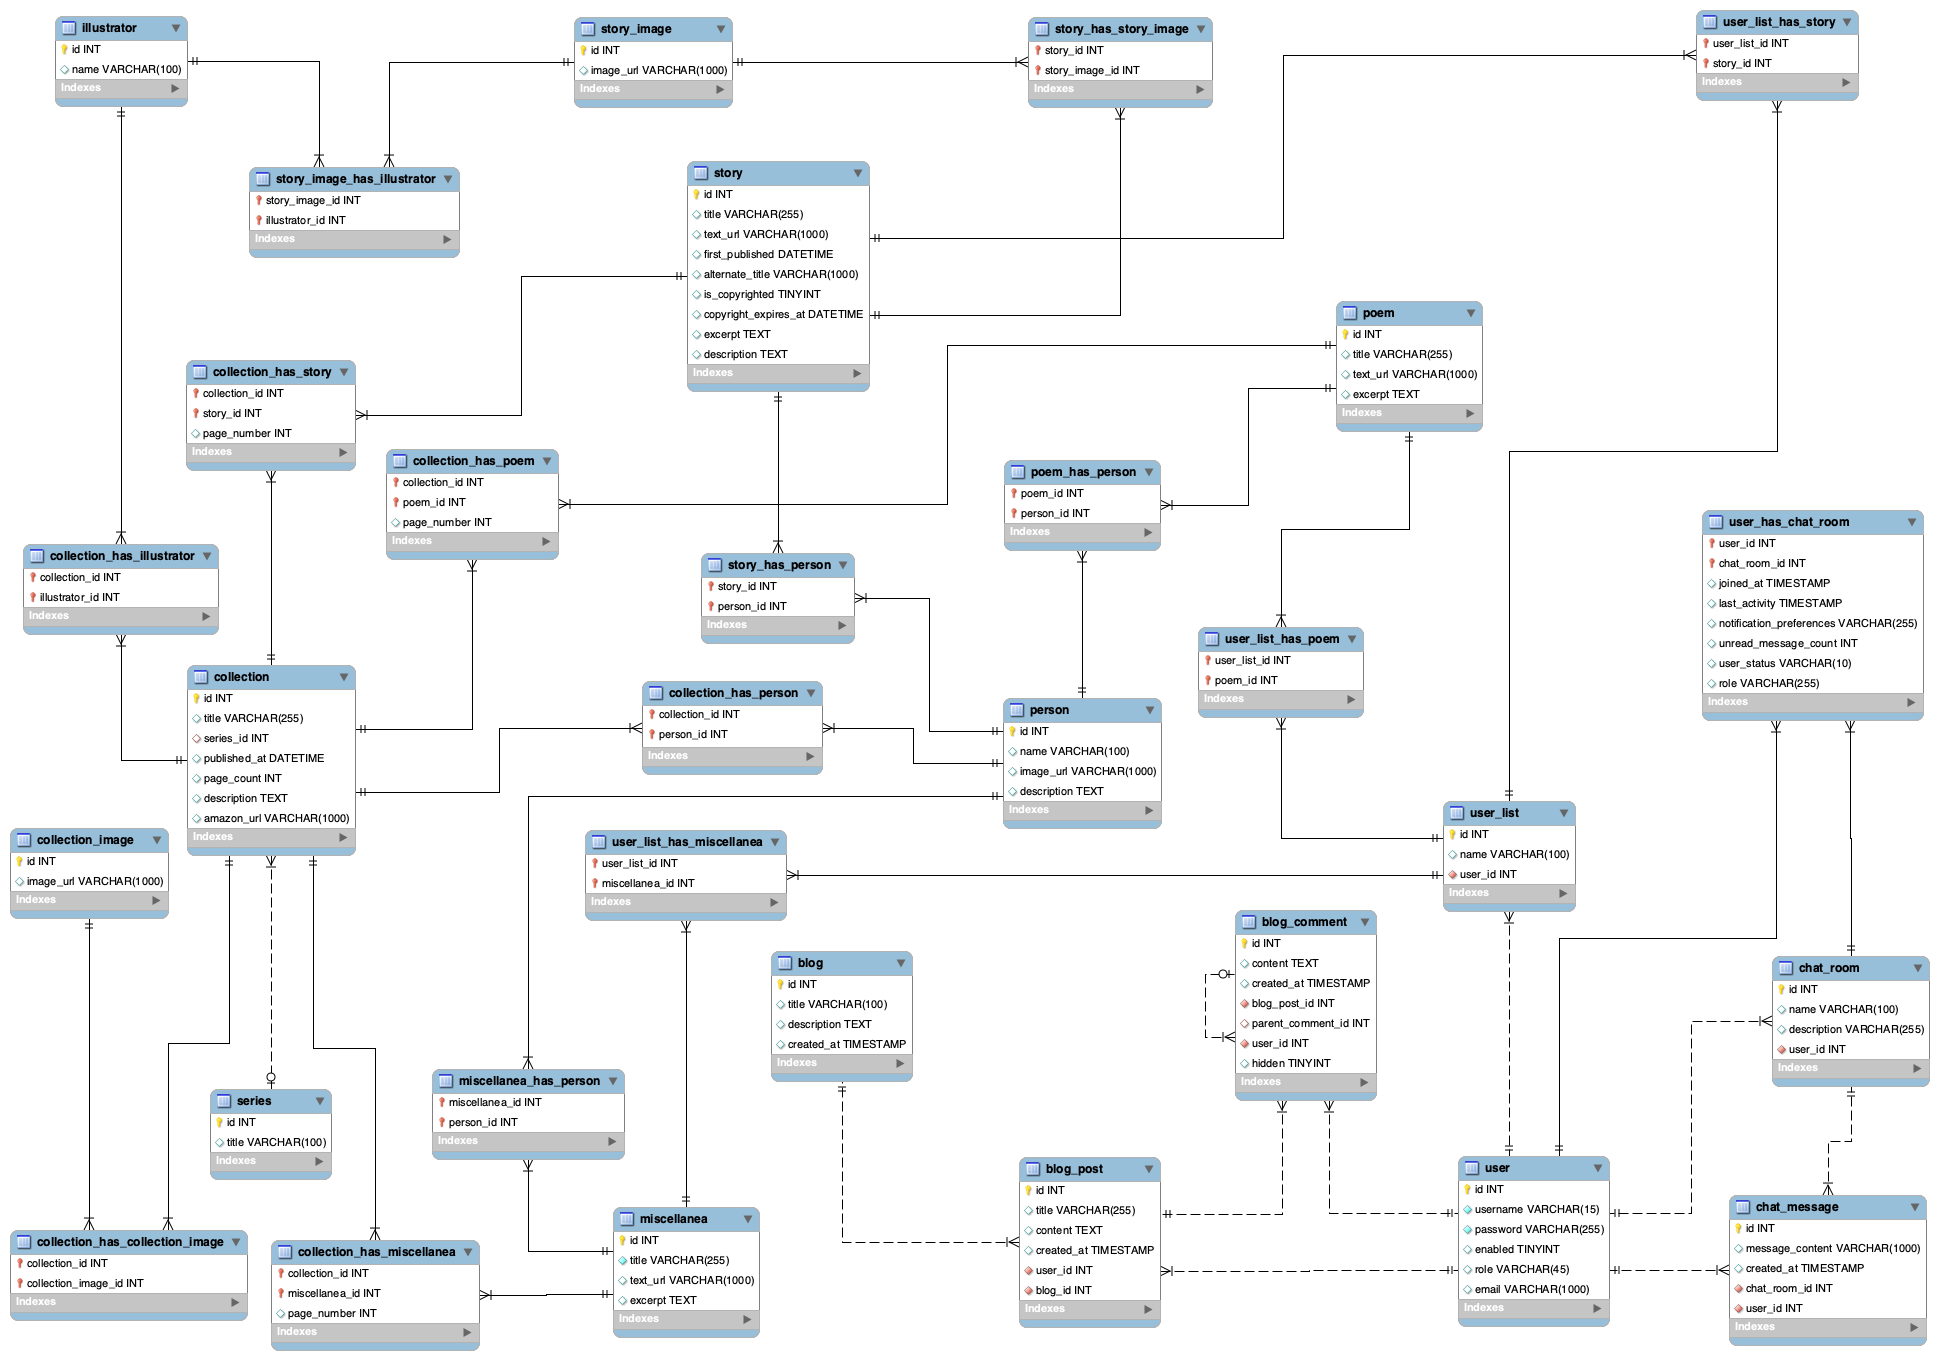 illustrator
id INT
name VARCHAR(100)
Indexes
story_image
id INT
image_url VARCHAR(1000)
Indexes
story_has_story_image
story_id INT
story_image_id INT
Indexes
user_list_has_story
user_list_id INT
story_id INT
Indexes
story_image_has_illustrator
story_image_id INT
illustrator_id INT
Indexes
story
id INT
title VARCHAR(255)
text_url VARCHAR(1000)
first_published DATETIME
alternate_title VARCHAR(1000)
is_copyrighted TINYINT
copyright_expires_at DATETIME
excerpt TEXT
description TEXT
Indexes
poem
id INT
title VARCHAR(255)
text_url VARCHAR(1000)
excerpt TEXT
Indexes
collection_has_story
collection_id INT
story_id INT
page_number INT
Indexes
collection_has_poem
collection_id INT
poem_id INT
page_number INT
Indexes
poem_has_person
poem_id INT
person_id INT
Indexes
user_has_chat_room
user_id INT
chat_room_id INT
joined_at TIMESTAMP
last_activity TIMESTAMP
notification_preferences VARCHAR(255)
unread_message_count INT
user_status VARCHAR(10)
role VARCHAR(255)
Indexes
collection_has_illustrator
collection_id INT
illustrator_id INT
Indexes
story_has_person
story_id INT
person_id INT
Indexes
user_list_has_poem
user_list_id INT
poem_id INT
Indexes
collection
id INT
title VARCHAR(255)
series_id INT
published_at DATETIME
page_count INT
description TEXT
amazon_url VARCHAR(1000)
Indexes
collection_has_person
collection_id INT
person_id INT
Indexes
person
id INT
name VARCHAR(100)
image_url VARCHAR(1000)
description TEXT
Indexes
user_list
id INT
name VARCHAR(100)
user_id INT
Indexes
collection_image
id INT
image_url VARCHAR(1000)
Indexes
user_list_has_miscellanea
user_list_id INT
miscellanea_id INT
Indexes
blog_comment
id INT
content TEXT
created_at TIMESTAMP
blog_post_id INT
parent_comment_id INT
user_id INT
hidden TINYINT
Indexes
blog
id INT
title VARCHAR(100)
description TEXT
created_at TIMESTAMP
Indexes
chat_room
id INT
name VARCHAR(100)
description VARCHAR(255)
user_id INT
Indexes
miscellanea_has_person
miscellanea_id INT
person_id INT
Indexes
series
id INT
title VARCHAR(100)
Indexes
blog_post
id INT
title VARCHAR(255)
content TEXT
created_at TIMESTAMP
user_id INT
blog_id INT
Indexes
user
id INT
username VARCHAR(15)
password VARCHAR(255)
enabled TINYINT
role VARCHAR(45)
email VARCHAR(1000)
Indexes
chat_message
id INT
message_content VARCHAR(1000)
created_at TIMESTAMP
chat_room_id INT
user_id INT
Indexes
collection_has_collection_image
collection_id INT
collection_image_id INT
Indexes
collection_has_miscellanea
collection_id INT
miscellanea_id INT
page_number INT
Indexes
miscellanea
id INT
title VARCHAR(255)
text_url VARCHAR(1000)
excerpt TEXT
Indexes